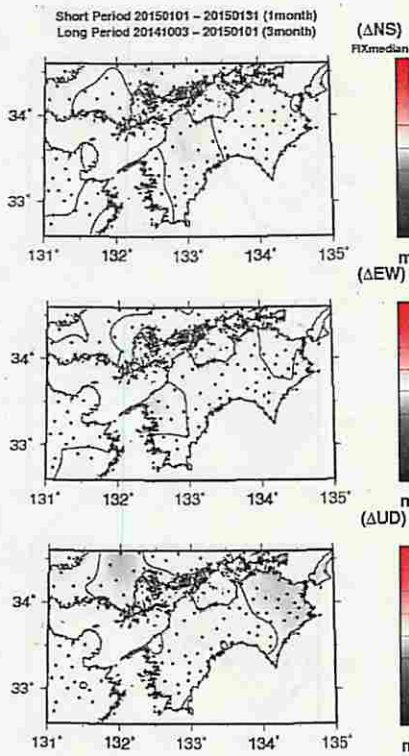 Short Period 20150101 – 20150131 (1month)
Long Period 20141003 – 20150101 (3month)
(ΔNS)
FIXmedian
34˚
33˚
131˚ 132˚ 133˚ 134˚ 135˚
(ΔEW)
34˚
33˚
131˚ 132˚ 133˚ 134˚ 135˚
(ΔUD)
34˚
33˚
131˚ 132˚ 133˚ 134˚ 135˚